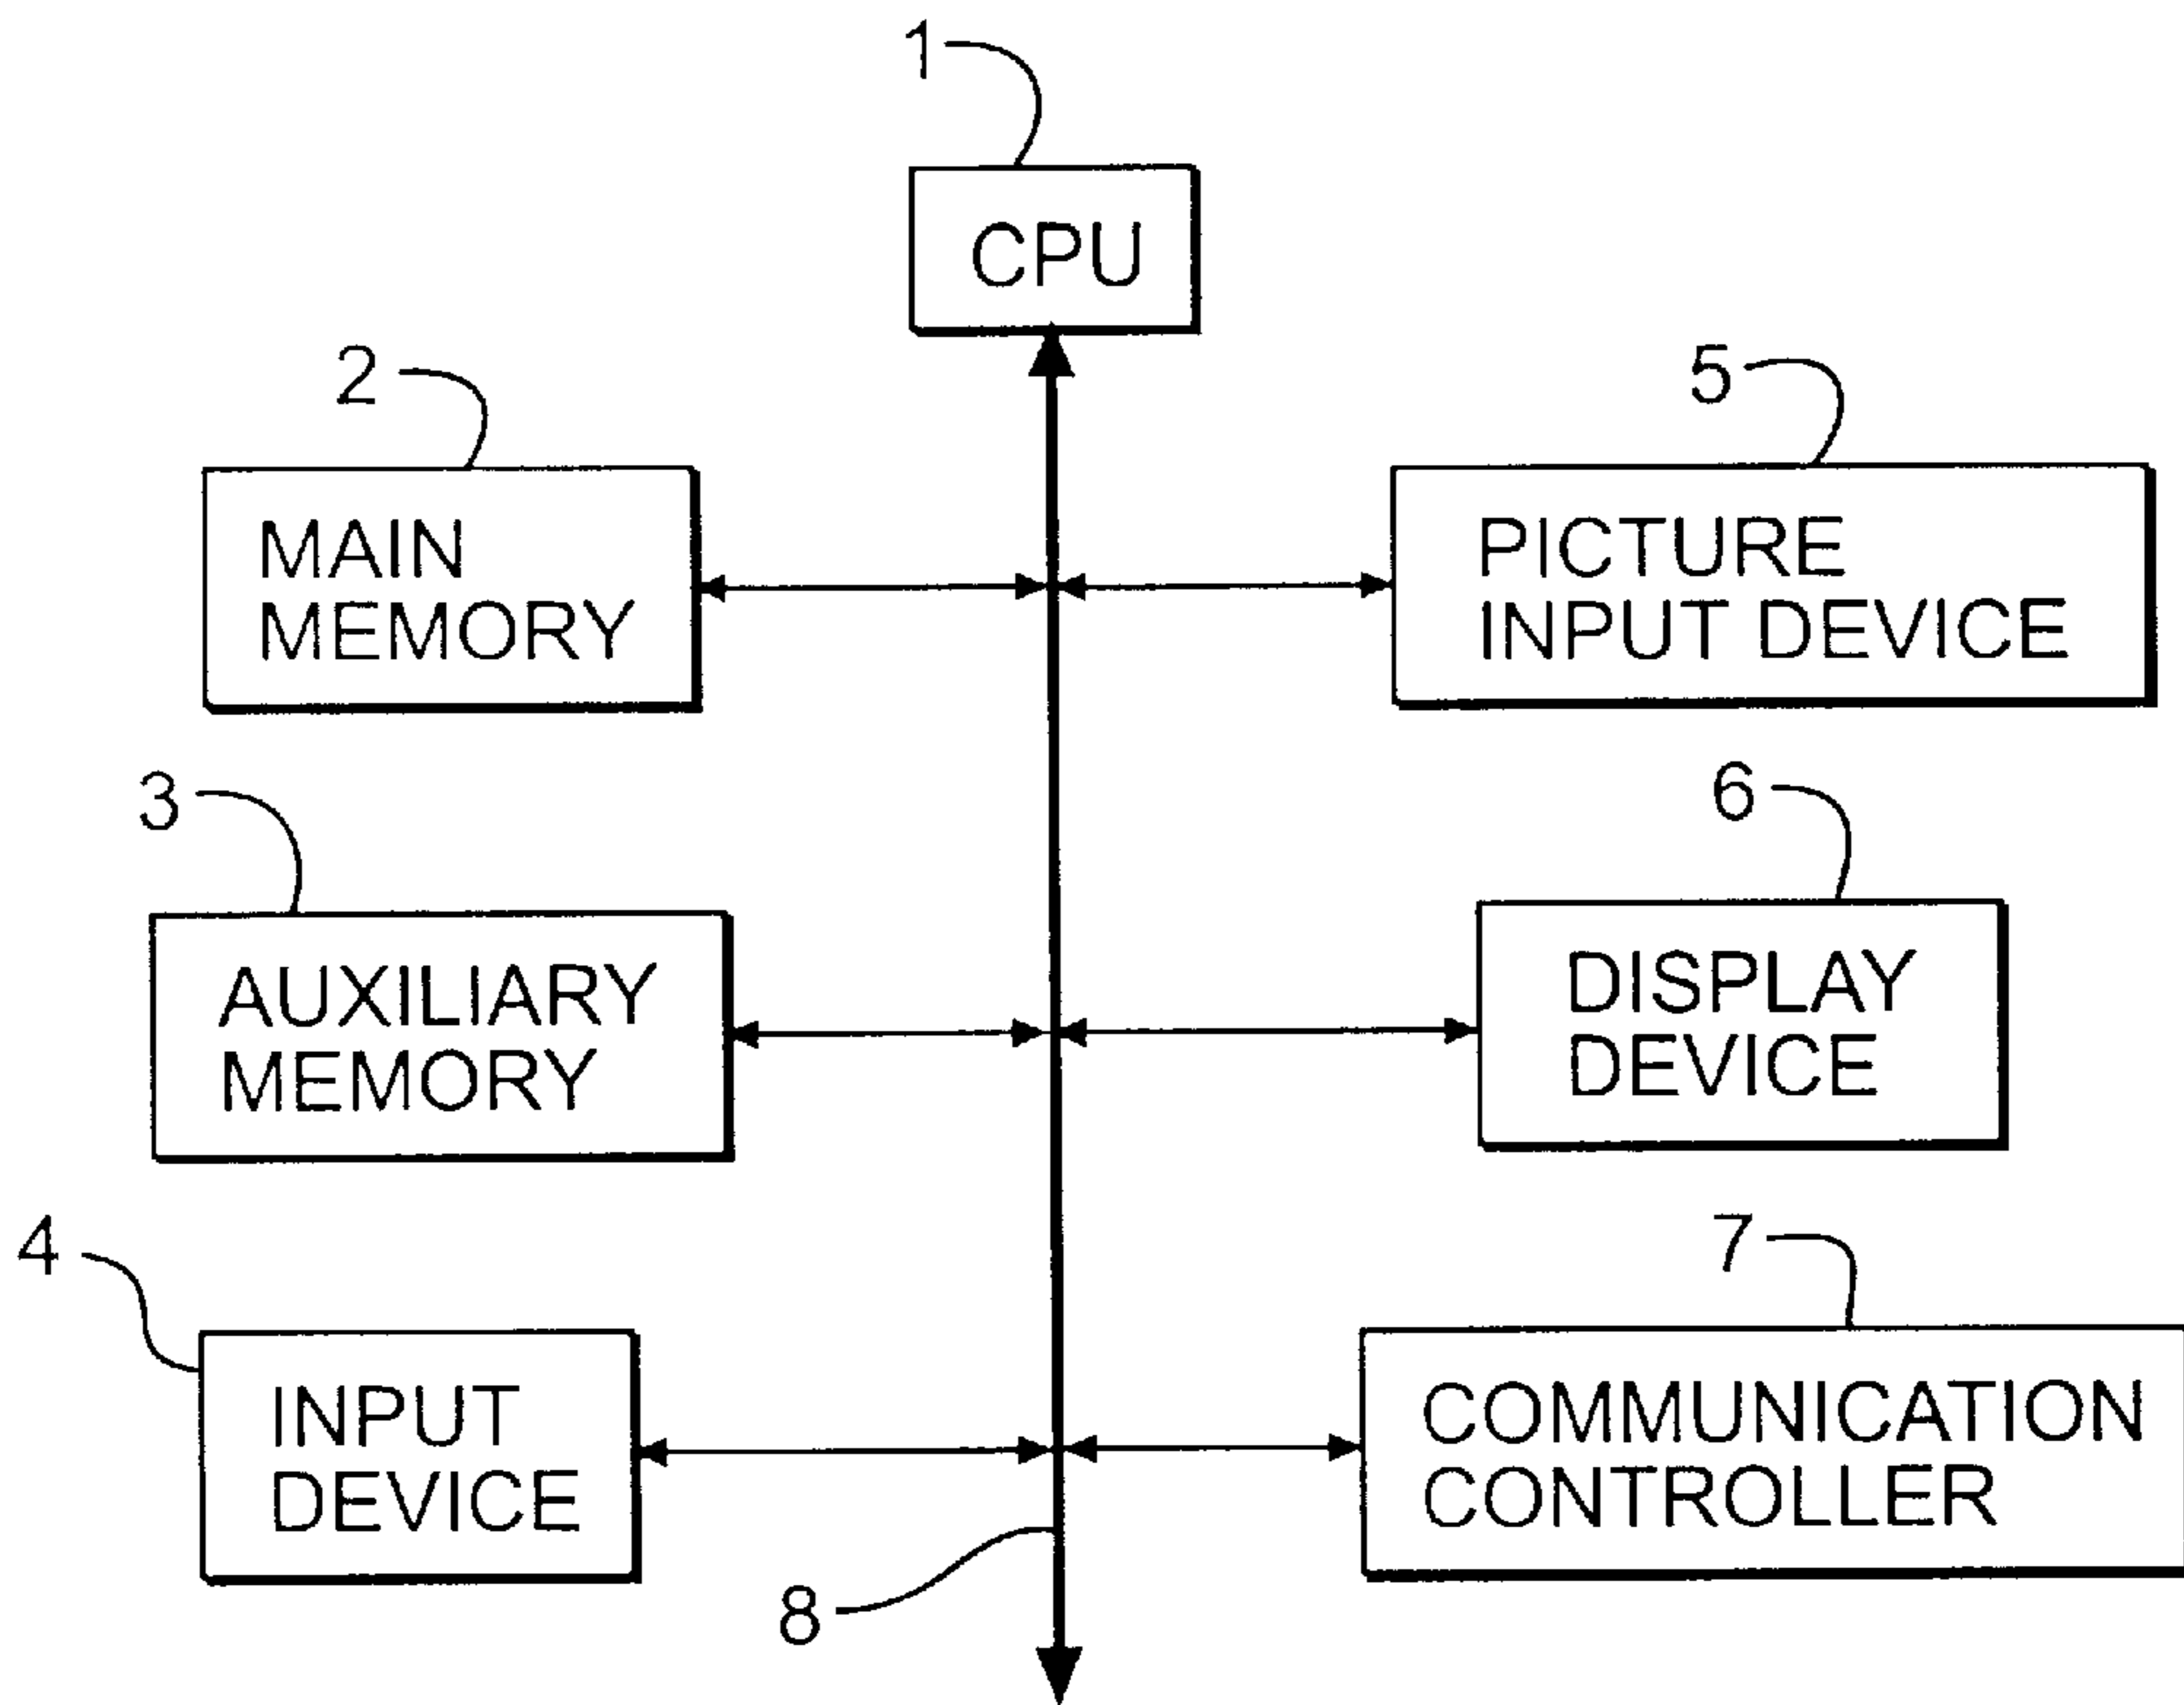 1
CPU
2
MAIN
MEMORY
5
PICTURE
INPUT DEVICE
3
AUXILIARY
MEMORY
6
DISPLAY
DEVICE
4
INPUT
DEVICE
7
COMMUNICATION
CONTROLLER
8